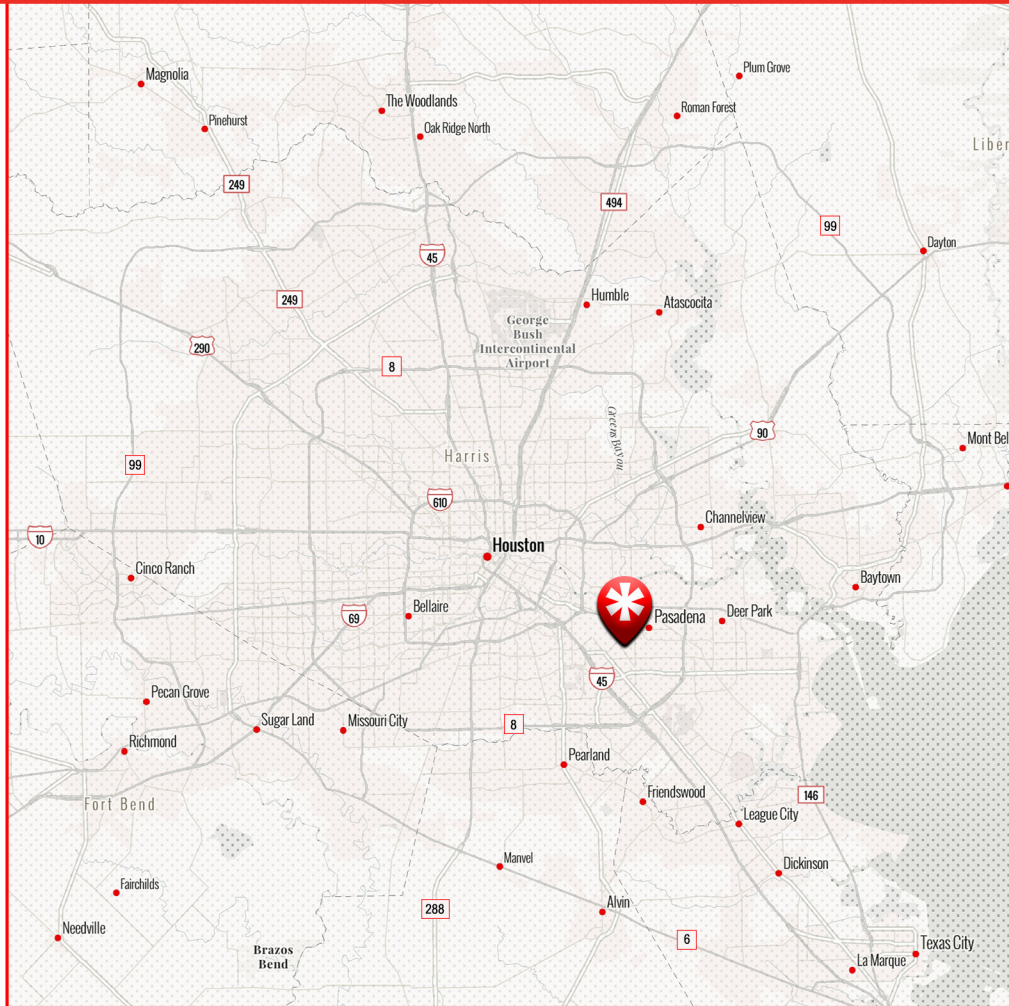 Plum Grove
Magnolia
The Woodlands
Roman Forest
Pinehurst
Oak Ridge North
Liber
249
494
99
Dayton
45
Humble
249
Atascocita
George
Bush
Intercontinental
Airport
290
8
Greens Bayou
90
Mont Bel
Harris
99
610
Channelview
10
Houston
Cinco Ranch
Baytown
Bellaire
69
Pasadena
Deer Park
45
Pecan Grove
Sugar Land
Missouri City
8
Richmond
Pearland
Friendswood
146
Fort Bend
League City
Manvel
Dickinson
Fairchilds
288
Alvin
Needville
6
Texas City
Brazos
Bend
La Marque